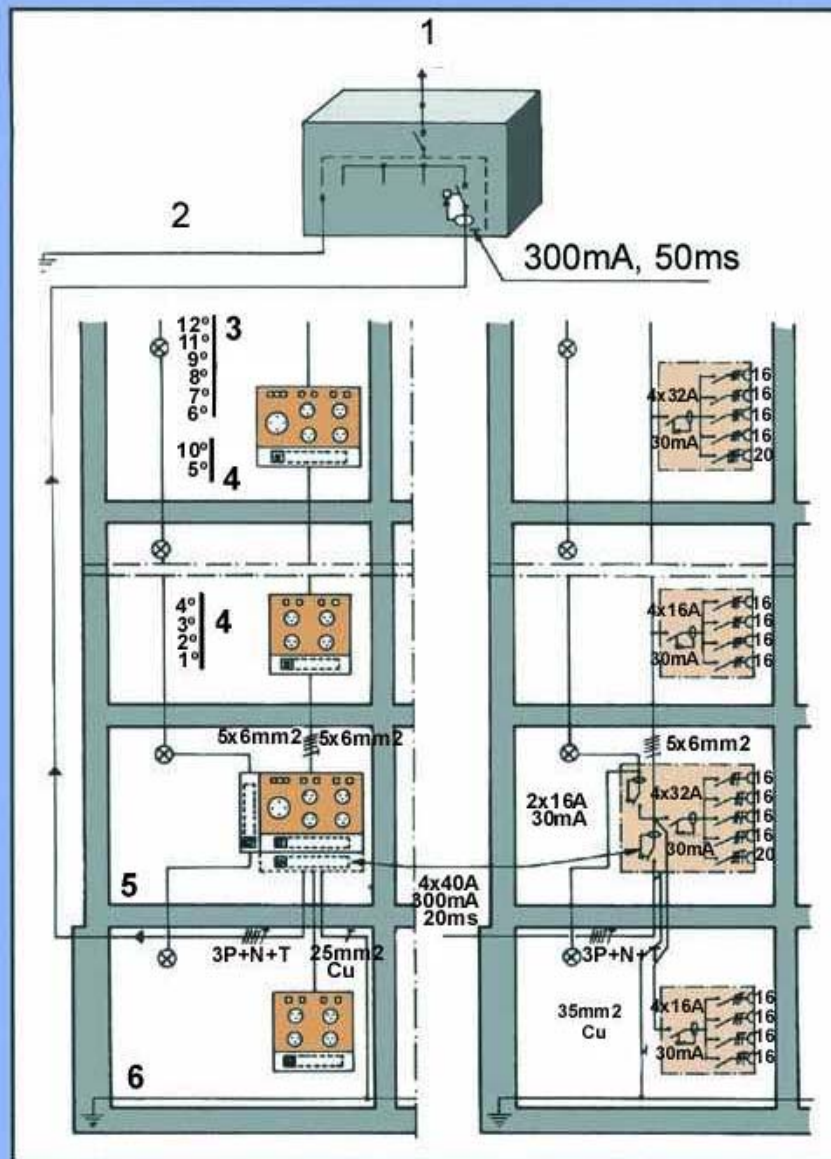 1
2
300mA, 50ms
12º
11º
9º
8º
7º
6º
3
10º
5º
4
4º
3º
2º
1º
4
5x6mm2
5x6mm2
5
3P+N+T
25mm2
Cu
6
4x32A
30mA
16
16
16
16
20
4x16A
30mA
16
16
16
16
5x6mm2
2x16A
30mA
4x32A
30mA
16
16
16
16
20
4x40A
300mA
20ms
3P+N+T
35mm2
Cu
4x16A
30mA
16
16
16
16